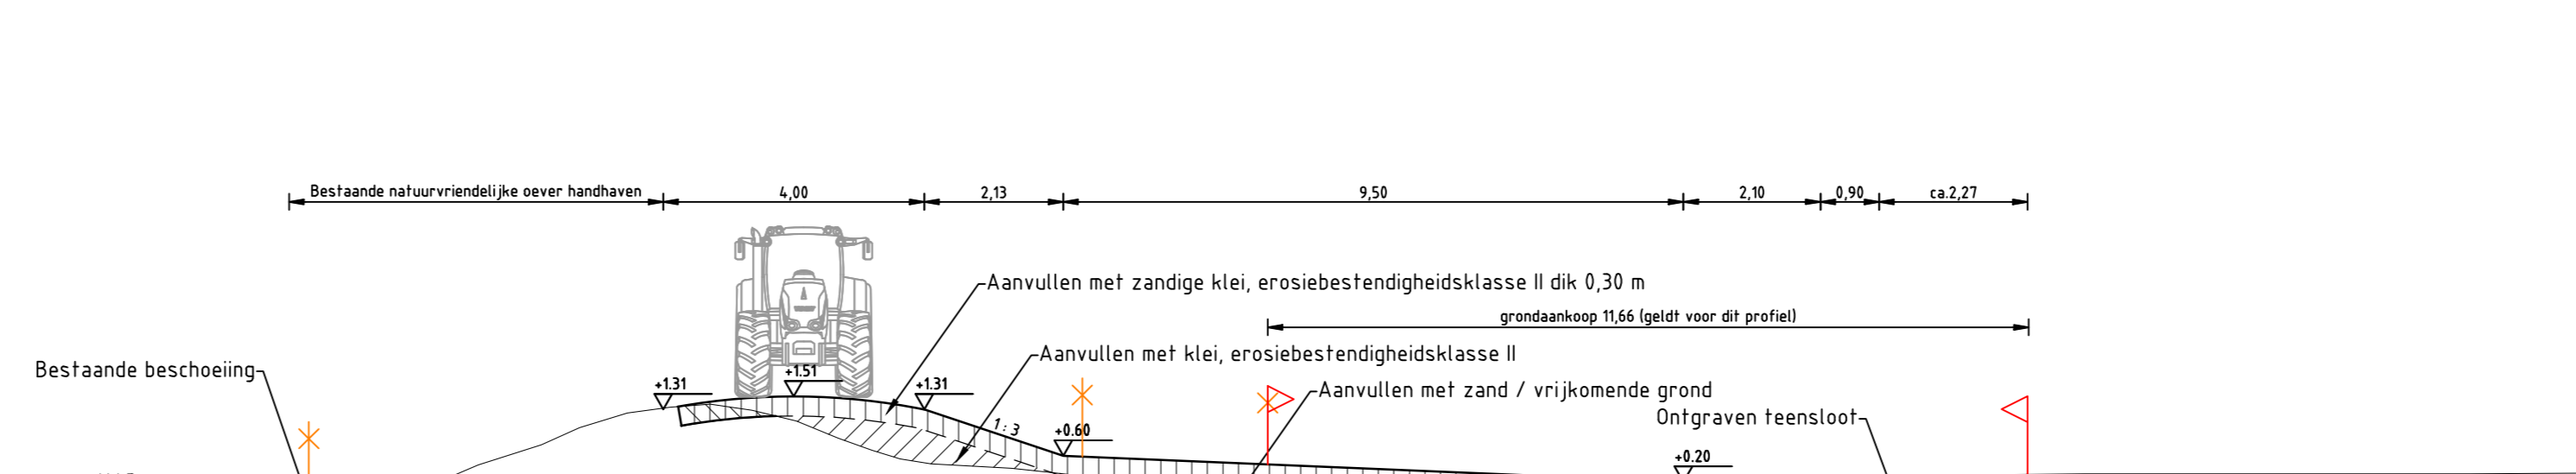 Bestaande natuurvriendelijke oever handhaven
4,00
2,13
9,50
2,10
0,90
ca.2,27
Aanvullen met zandige klei, erosiebestendigheidsklasse II dik 0,30 m
grondaankoop 11,66 (geldt voor dit profiel)
Aanvullen met klei, erosiebestendigheidsklasse II
Bestaande beschoeiing
+1.31
+1.51
+1.31
Aanvullen met zand / vrijkomende grond
Ontgraven teensloot
1:3
+0.60
+0.20